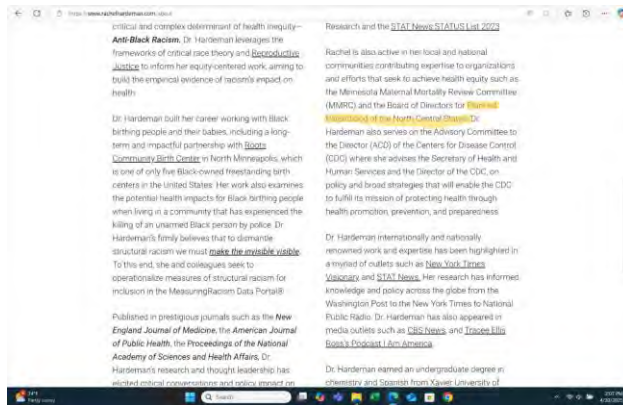 https://www.rachelhardeman.com/about
critical and complex determinant of health inequity—
Anti-Black Racism. Dr. Hardeman leverages the
frameworks of critical race theory and Reproductive
Justice to inform her equity-centered work, aiming to
build the empirical evidence of racism's impact on
health.
Dr. Hardeman built her career working with Black
birthing people and their babies, including a long-
term and impactful partnership with Roots
Community Birth Center in North Minneapolis, which
is one of only five Black-owned freestanding birth
centers in the United States. Her work also examines
the potential health impacts for Black birthing people
when living in a community that has experienced the
killing of an unarmed Black person by police. Dr.
Hardeman's firmly believes that to dismantle
structural racism we must make the invisible visible.
To this end, she and colleagues seek to
operationalize measures of structural racism for
inclusion in the MeasuringRacism Data Portal®.
Published in prestigious journals such as the New
England Journal of Medicine, the American Journal
of Public Health, the Proceedings of the National
Academy of Sciences and Health Affairs, Dr.
Hardeman's research and thought leadership has
elicited critical conversations and policy impact on
Research and the STAT News STATUS List 2023
Rachel is also active in her local and national
communities contributing expertise to organizations
and efforts that seek to achieve health equity such as
the Minnesota Maternal Mortality Review Committee
(MMRC) and the Board of Directors for Planned
Parenthood of the North Central States. Dr.
Hardeman also serves on the Advisory Committee to
the Director (ACD) of the Centers for Disease Control
(CDC) where she advises the Secretary of Health and
Human Services and the Director of the CDC, on
policy and broad strategies that will enable the CDC
to fulfill its mission of protecting health through
health promotion, prevention, and preparedness.
Dr. Hardeman internationally and nationally
renowned work and expertise has been highlighted in
a myriad of outlets such as New York Times
Visionary and STAT News. Her research has informed
knowledge and policy across the globe from the
Washington Post to the New York Times to National
Public Radio. Dr. Hardeman has also appeared in
media outlets such as CBS News, and Tracee Ellis
Ross's Podcast I Am America.
Dr. Hardeman earned an undergraduate degree in
chemistry and Spanish from Xavier University of
Search